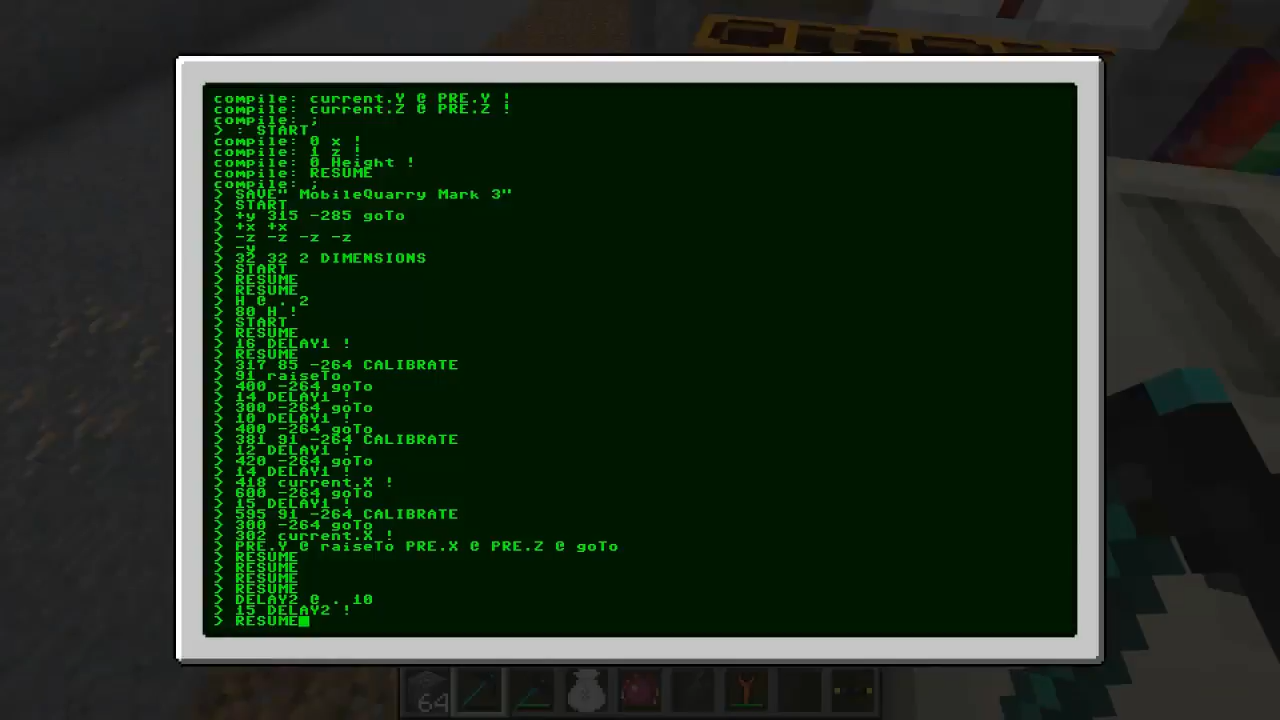 compile: current.Y @ PRE.Y !
compile: current.Z @ PRE.Z !
compile: ;
> : START
compile: 0 x !
compile: 1 z !
compile: 0 Height !
compile: RESUME
compile: ;
> SAVE" MobileQuarry Mark 3"
> START
> +y 315 -285 goTo
> +x +x
> -z -z -z -z
> -y
> 32 32 2 DIMENSIONS
> START
> RESUME
> RESUME
> H @ . 2
> 80 H !
> START
> RESUME
> 16 DELAY1 !
> RESUME
> 317 85 -264 CALIBRATE
> 91 raiseTo
> 400 -264 goTo
> 14 DELAY1 !
> 300 -264 goTo
> 10 DELAY1 !
> 400 -264 goTo
> 381 91 -264 CALIBRATE
> 12 DELAY1 !
> 420 -264 goTo
> 14 DELAY1 !
> 418 current.X !
> 600 -264 goTo
> 15 DELAY1 !
> 595 91 -264 CALIBRATE
> 300 -264 goTo
> 302 current.X !
> PRE.Y @ raiseTo PRE.X @ PRE.Z @ goTo
> RESUME
> RESUME
> RESUME
> RESUME
> DELAY2 @ . 10
> 15 DELAY2 !
> RESUME
64